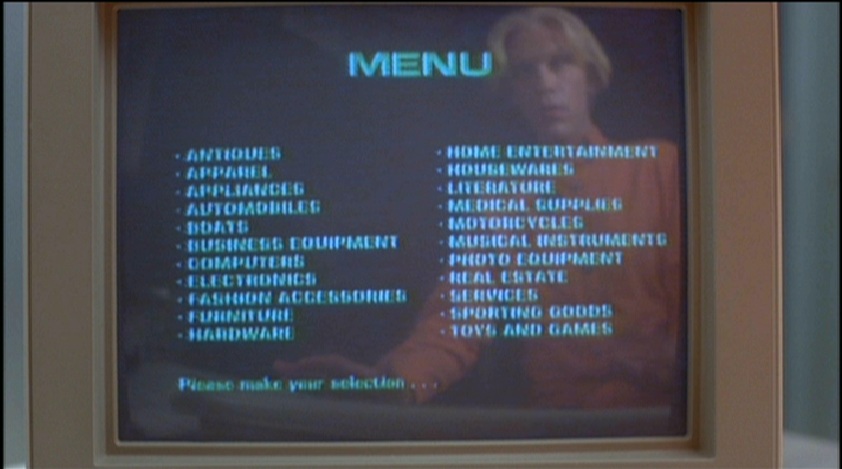 MENU
· ANTIQUES
· APPAREL
· APPLIANCES
· AUTOMOBILES
· BOATS
· BUSINESS EQUIPMENT
· COMPUTERS
· ELECTRONICS
· FASHION ACCESSORIES
· FURNITURE
· HARDWARE
· HOME ENTERTAINMENT
· HOUSEWARES
· LITERATURE
· MEDICAL SUPPLIES
· MOTORCYCLES
· MUSICAL INSTRUMENTS
· PHOTO EQUIPMENT
· REAL ESTATE
· SERVICES
· SPORTING GOODS
· TOYS AND GAMES
Please make your selection . . .